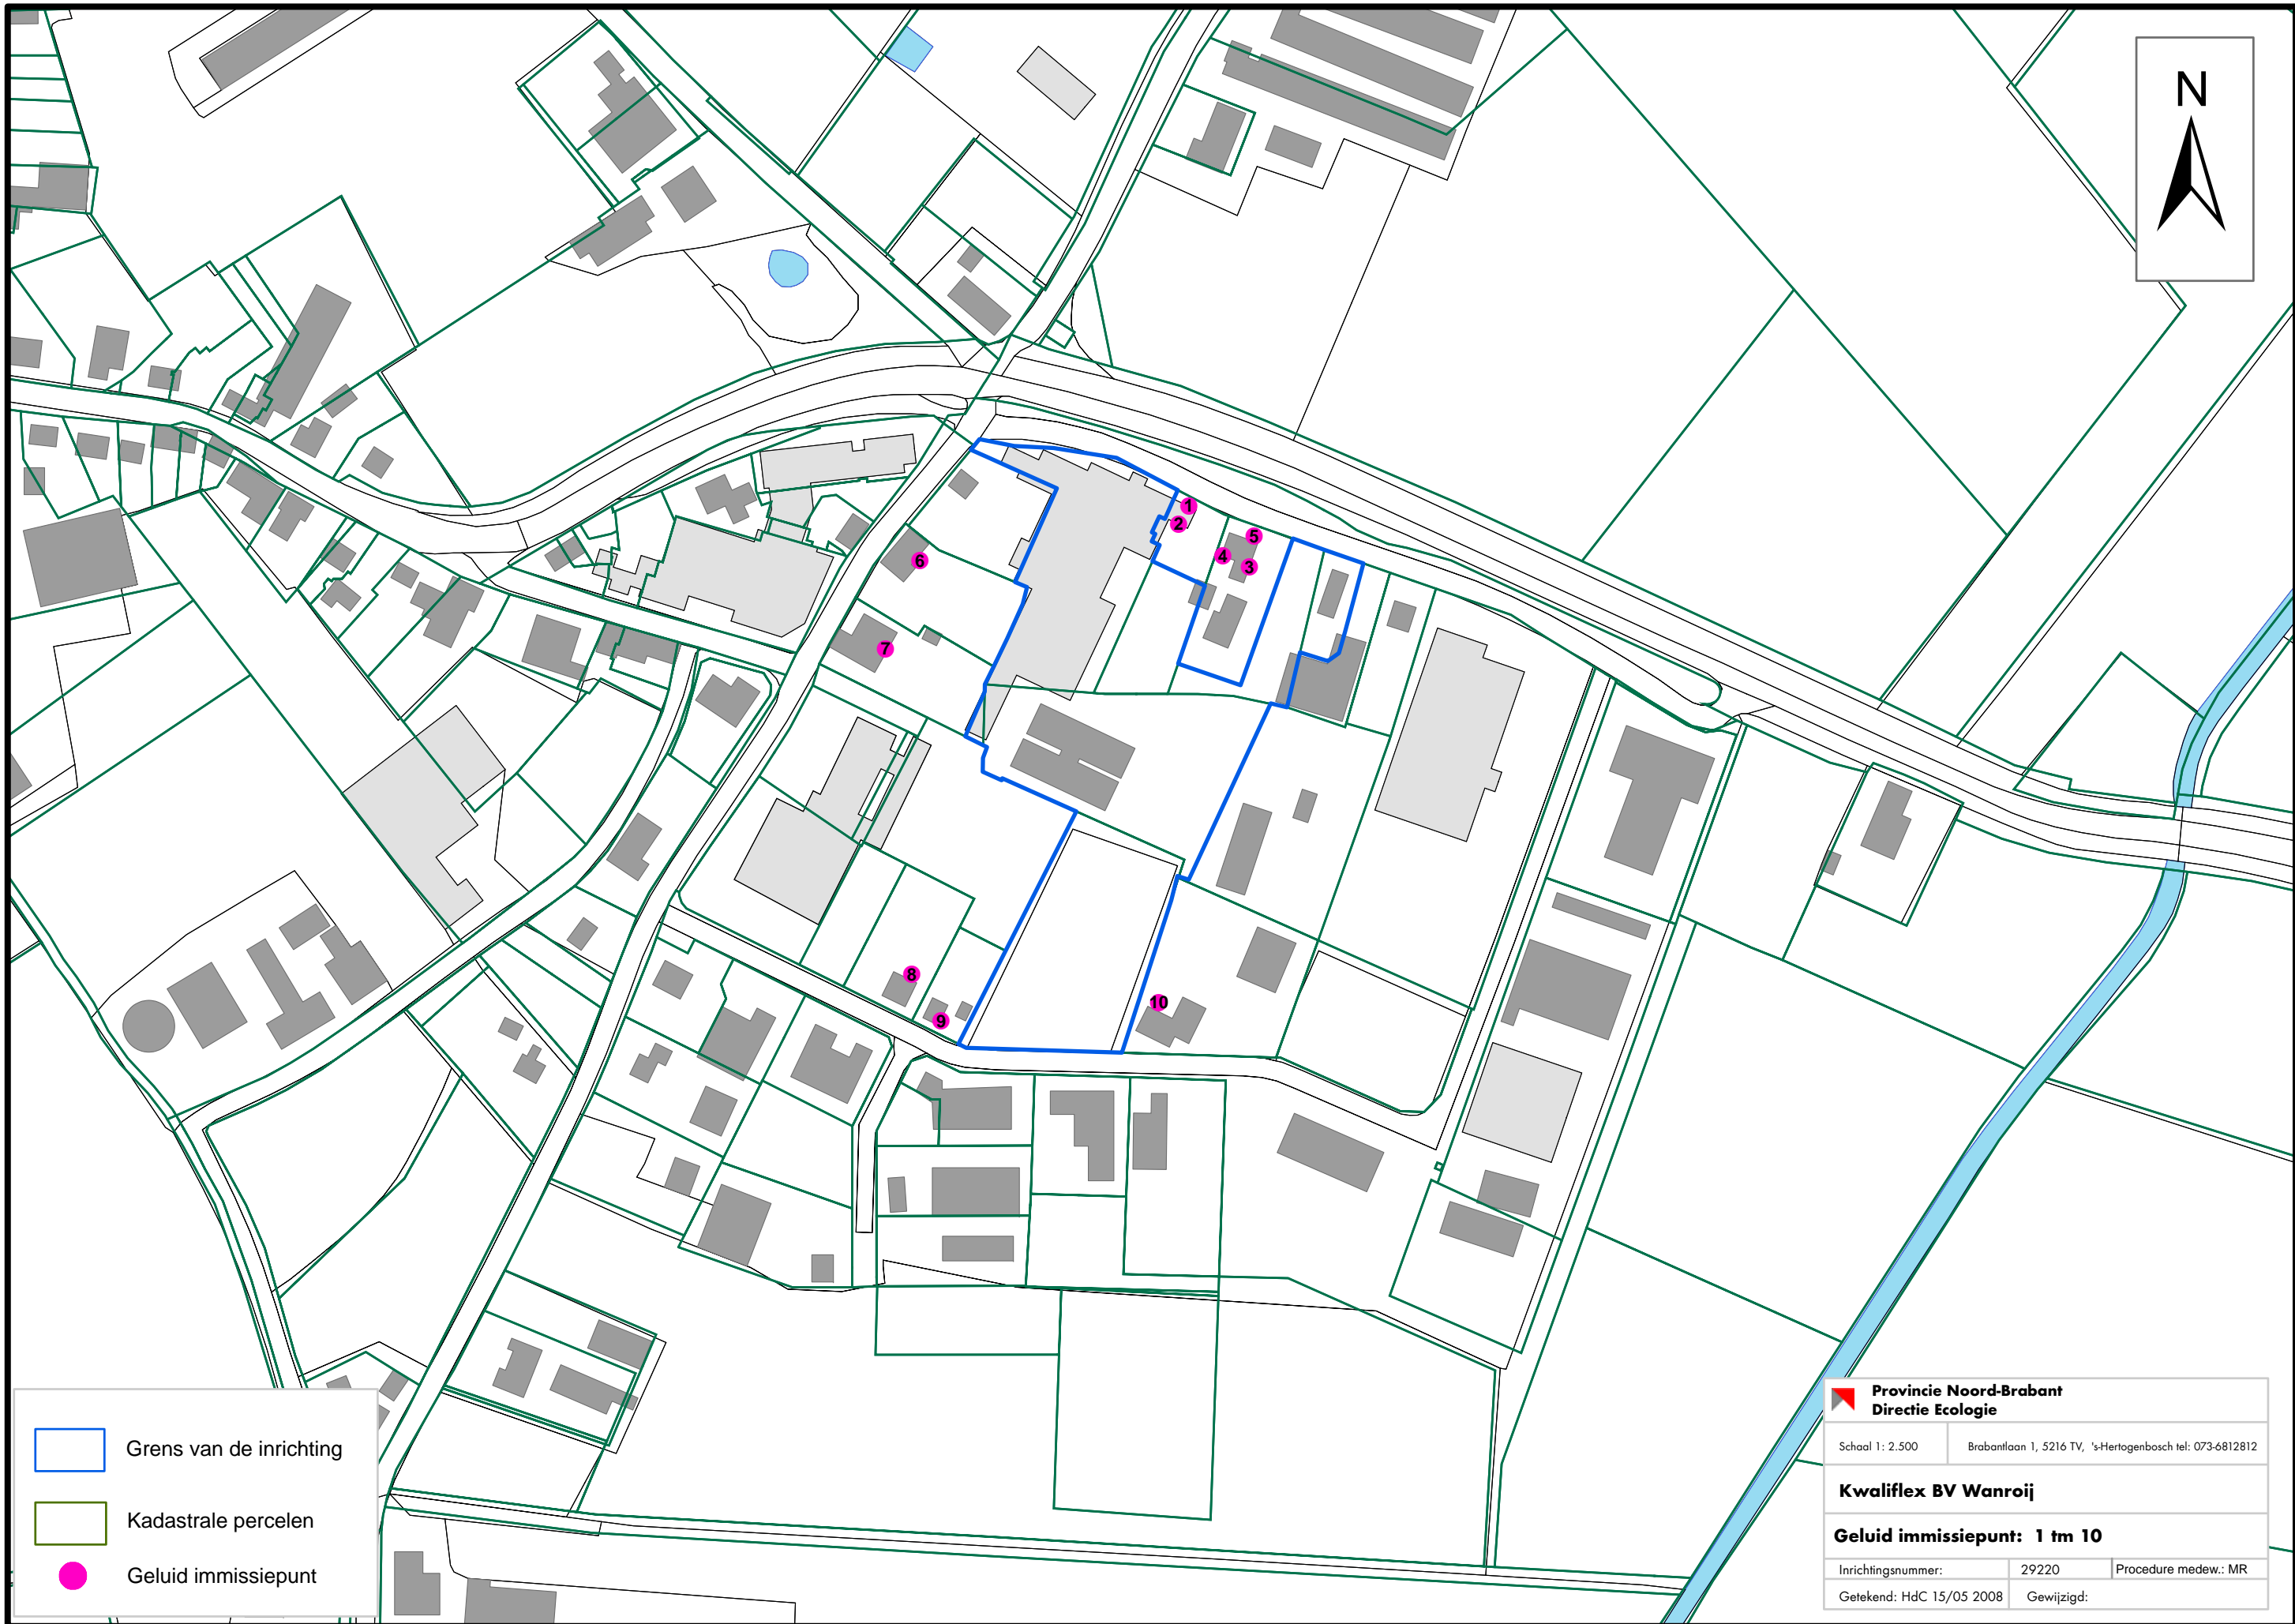 N
1
2
5
4
3
6
7
8
10
9
Grens van de inrichting
Kadastrale percelen
Geluid immissiepunt
Provincie Noord-Brabant
Directie Ecologie
Schaal 1: 2.500
Brabantlaan 1, 5216 TV, 's-Hertogenbosch tel: 073-6812812
Kwaliflex BV Wanroij
Geluid immissiepunt: 1 tm 10
Inrichtingsnummer: 29220 Procedure medew.: MR
Getekend: HdC 15/05 2008 Gewijzigd: